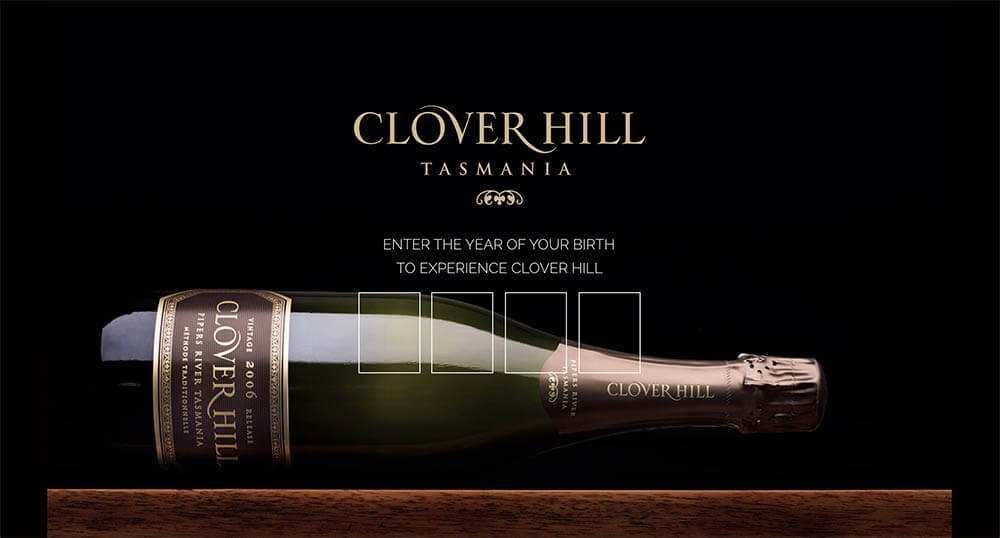 CLOVER HILL
TASMANIA
ENTER THE YEAR OF YOUR BIRTH
TO EXPERIENCE CLOVER HILL
VINTAGE 2006 RELEASE
CLOVER HILL
PIPERS RIVER TASMANIA
MÉTHODE TRADITIONNELLE
PIPERS RIVER
TASMANIA
CLOVER HILL